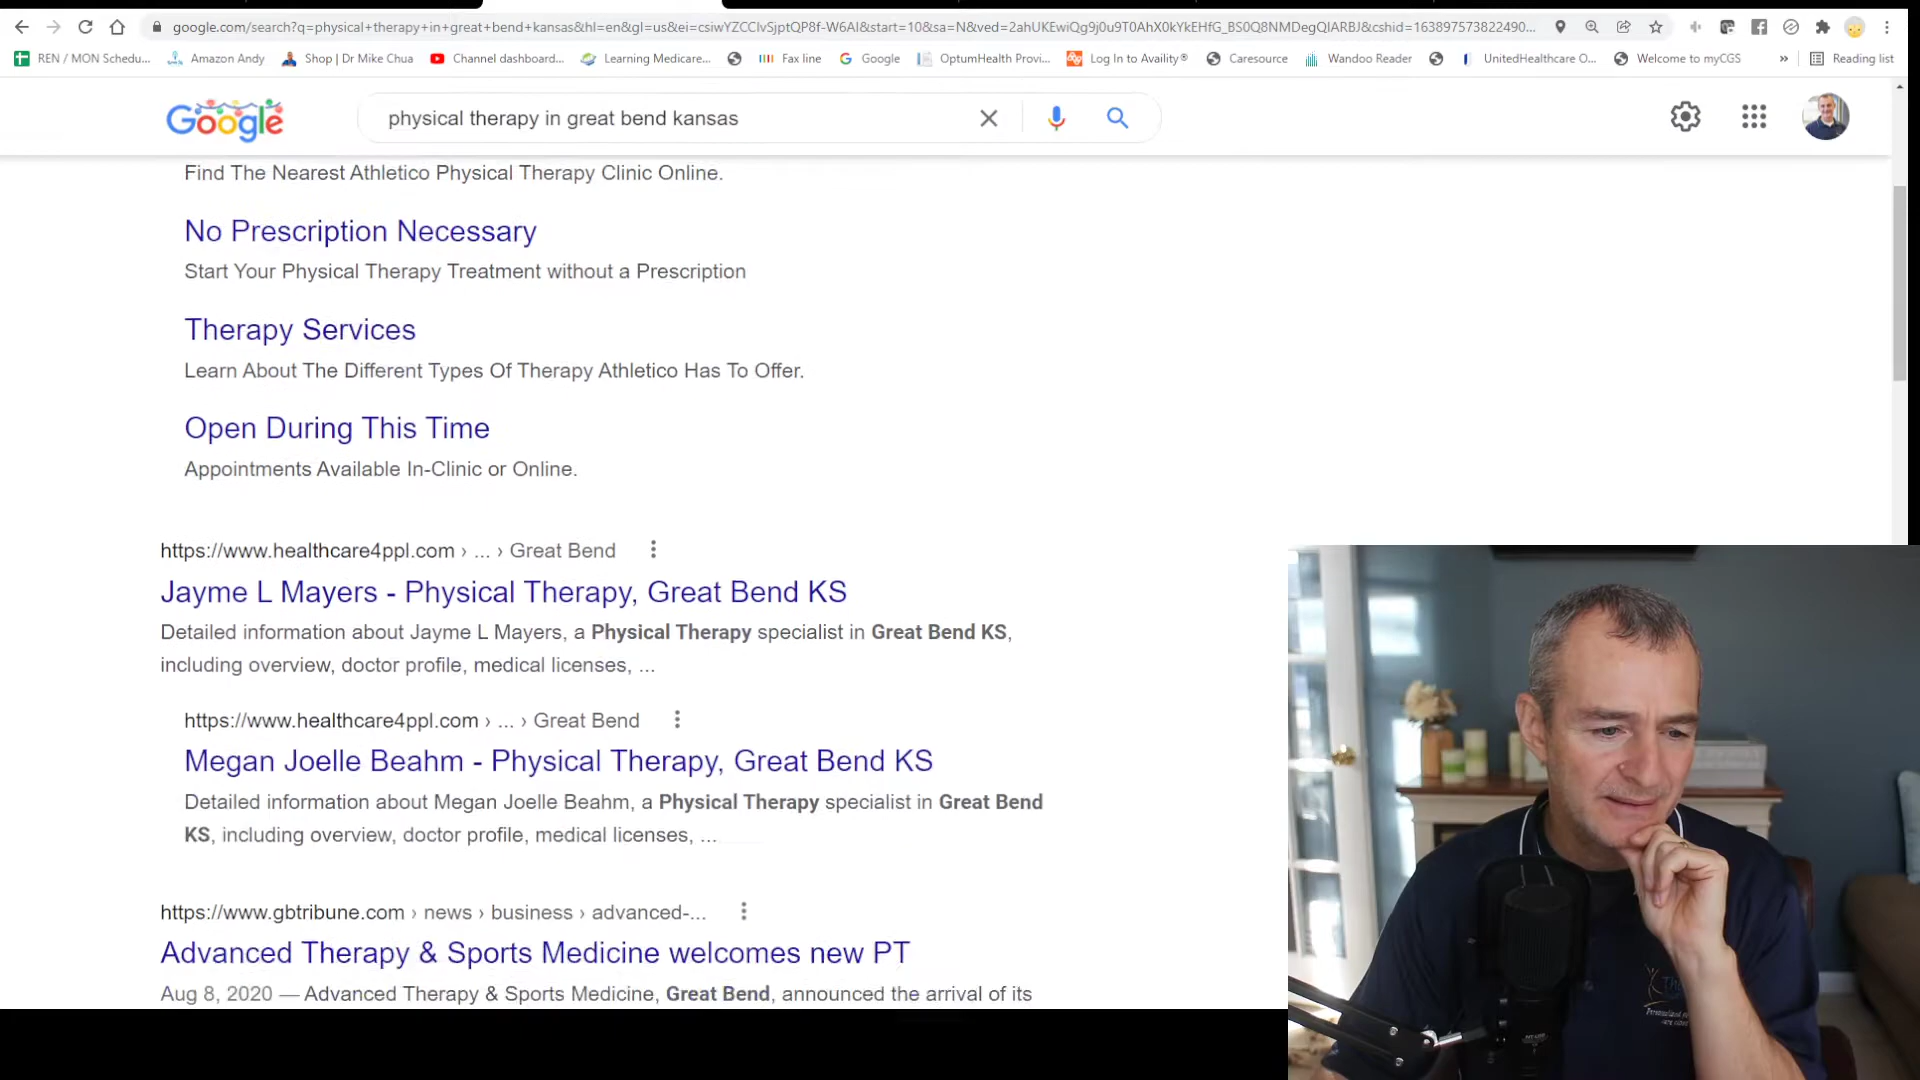 google.com/search?q=physical+therapy+in+great+bend+kansas&hl=en&gl=us&ei=csiwYZCClvSjptQP8f-W6AI&start=10&sa=N&ved=2ahUKEwiQg9j0u9T0AhX0kYkEHfG_BS0Q8NMDegQIARBJ&cshid=163897573822490...
REN / MON Schedu... Amazon Andy Shop | Dr Mike Chua Channel dashboard... Learning Medicare... Fax line Google OptumHealth Provi... Log In to Availity® Caresource Wandoo Reader UnitedHealthcare O... Welcome to myCGS » Reading list
Google physical therapy in great bend kansas
Find The Nearest Athletico Physical Therapy Clinic Online.
No Prescription Necessary
Start Your Physical Therapy Treatment without a Prescription
Therapy Services
Learn About The Different Types Of Therapy Athletico Has To Offer.
Open During This Time
Appointments Available In-Clinic or Online.
https://www.healthcare4ppl.com › ... › Great Bend
Jayme L Mayers - Physical Therapy, Great Bend KS
Detailed information about Jayme L Mayers, a Physical Therapy specialist in Great Bend KS,
including overview, doctor profile, medical licenses, ...
https://www.healthcare4ppl.com › ... › Great Bend
Megan Joelle Beahm - Physical Therapy, Great Bend KS
Detailed information about Megan Joelle Beahm, a Physical Therapy specialist in Great Bend
KS, including overview, doctor profile, medical licenses, ...
https://www.gbtribune.com › news › business › advanced-...
Advanced Therapy & Sports Medicine welcomes new PT
Aug 8, 2020 — Advanced Therapy & Sports Medicine, Great Bend, announced the arrival of its